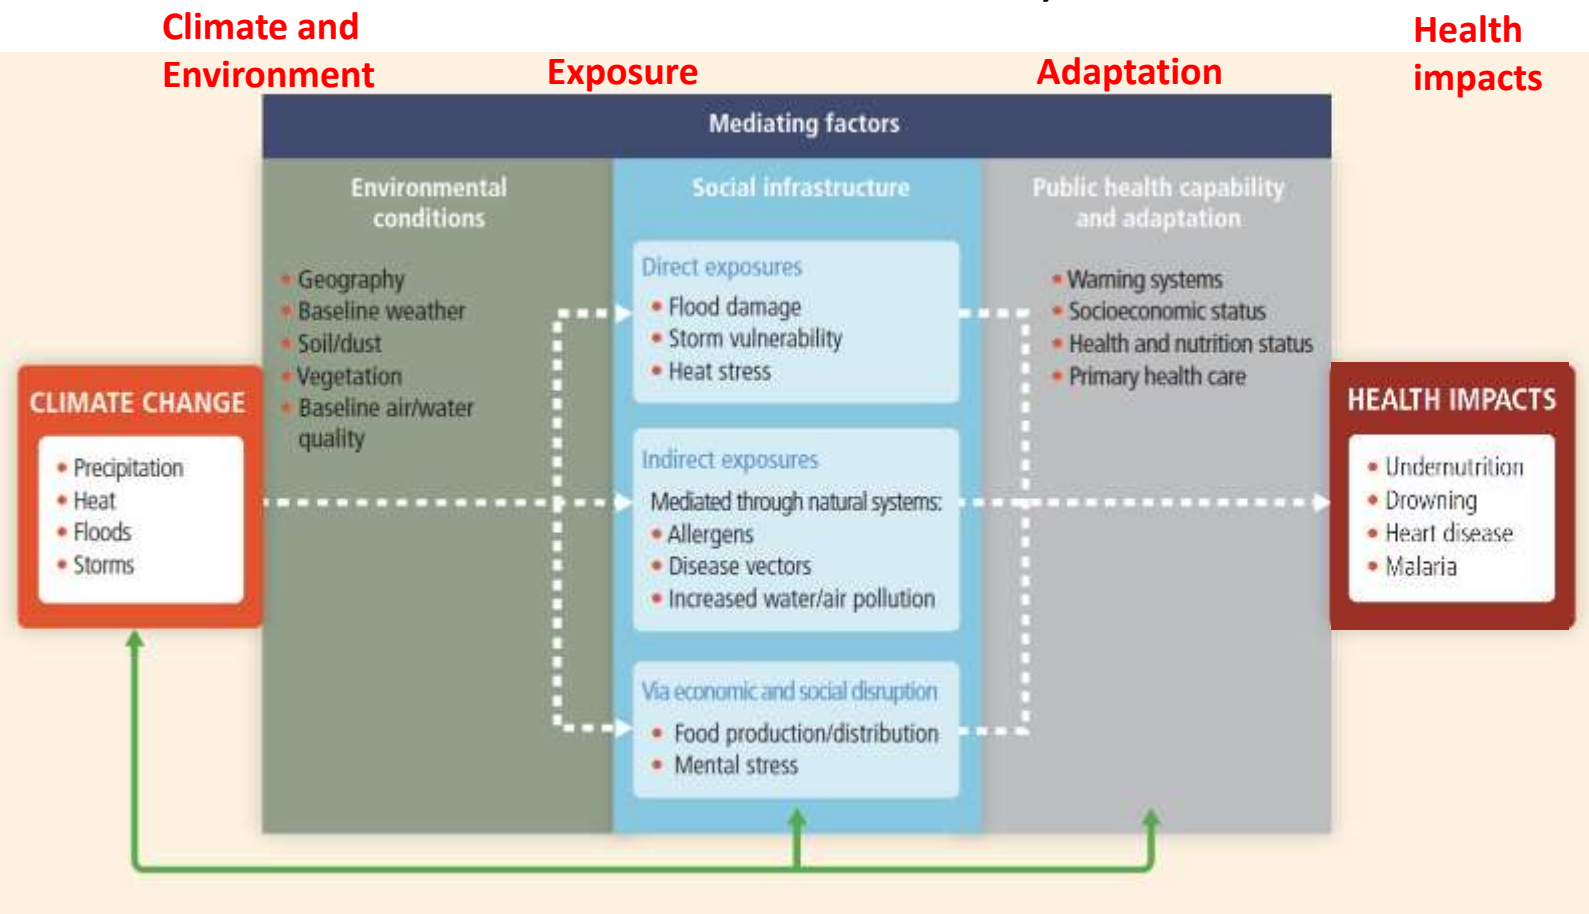 Climate and
Environment
Exposure
Adaptation
Health
impacts
Mediating factors
Environmental
conditions
• Geography
• Baseline weather
• Soil/dust
• Vegetation
• Baseline air/water
quality
Social infrastructure
Direct exposures
• Flood damage
• Storm vulnerability
• Heat stress
Indirect exposures
Mediated through natural systems:
• Allergens
• Disease vectors
• Increased water/air pollution
Via economic and social disruption
• Food production/distribution
• Mental stress
Public health capability
and adaptation
• Warning systems
• Socioeconomic status
• Health and nutrition status
• Primary health care
CLIMATE CHANGE
• Precipitation
• Heat
• Floods
• Storms
HEALTH IMPACTS
• Undernutrition
• Drowning
• Heart disease
• Malaria